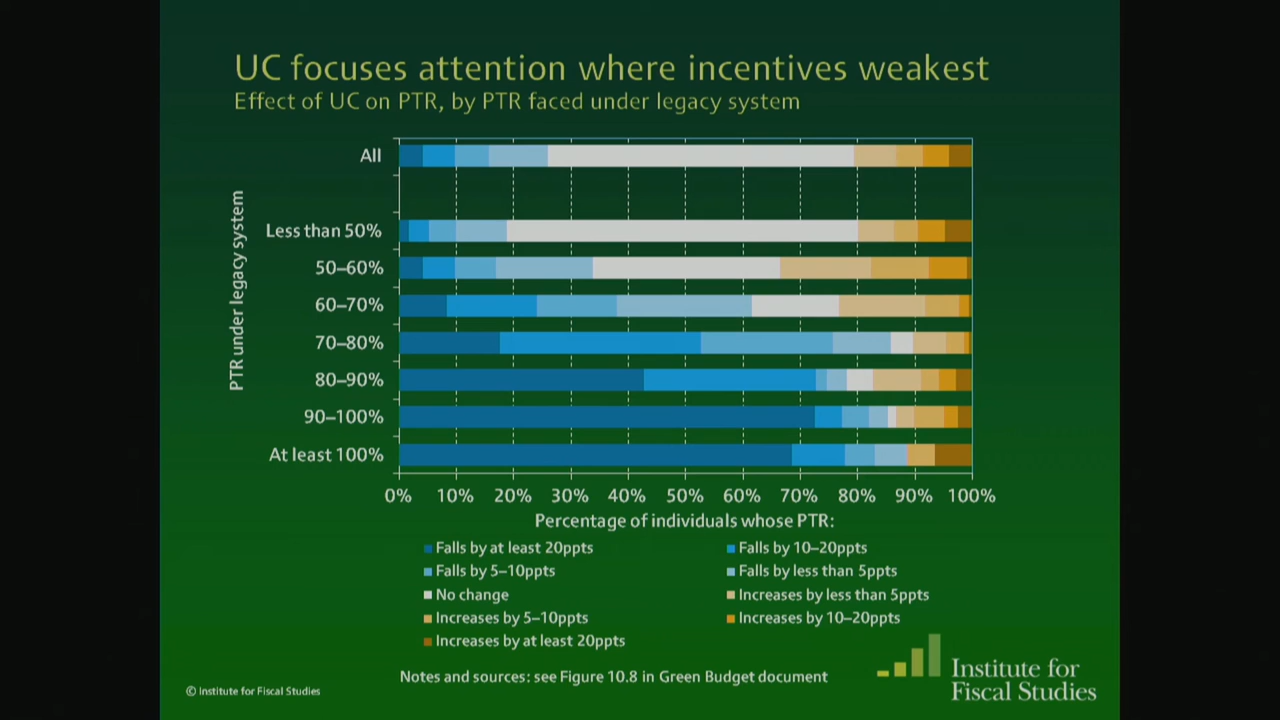 UC focuses attention where incentives weakest
Effect of UC on PTR, by PTR faced under legacy system
PTR under legacy system
All
Less than 50%
50–60%
60–70%
70–80%
80–90%
90–100%
At least 100%
0% 10% 20% 30% 40% 50% 60% 70% 80% 90% 100%
Percentage of individuals whose PTR:
Falls by at least 20ppts
Falls by 10–20ppts
Falls by 5–10ppts
Falls by less than 5ppts
No change
Increases by less than 5ppts
Increases by 5–10ppts
Increases by 10–20ppts
Increases by at least 20ppts
Notes and sources: see Figure 10.8 in Green Budget document
© Institute for Fiscal Studies
Institute for
Fiscal Studies